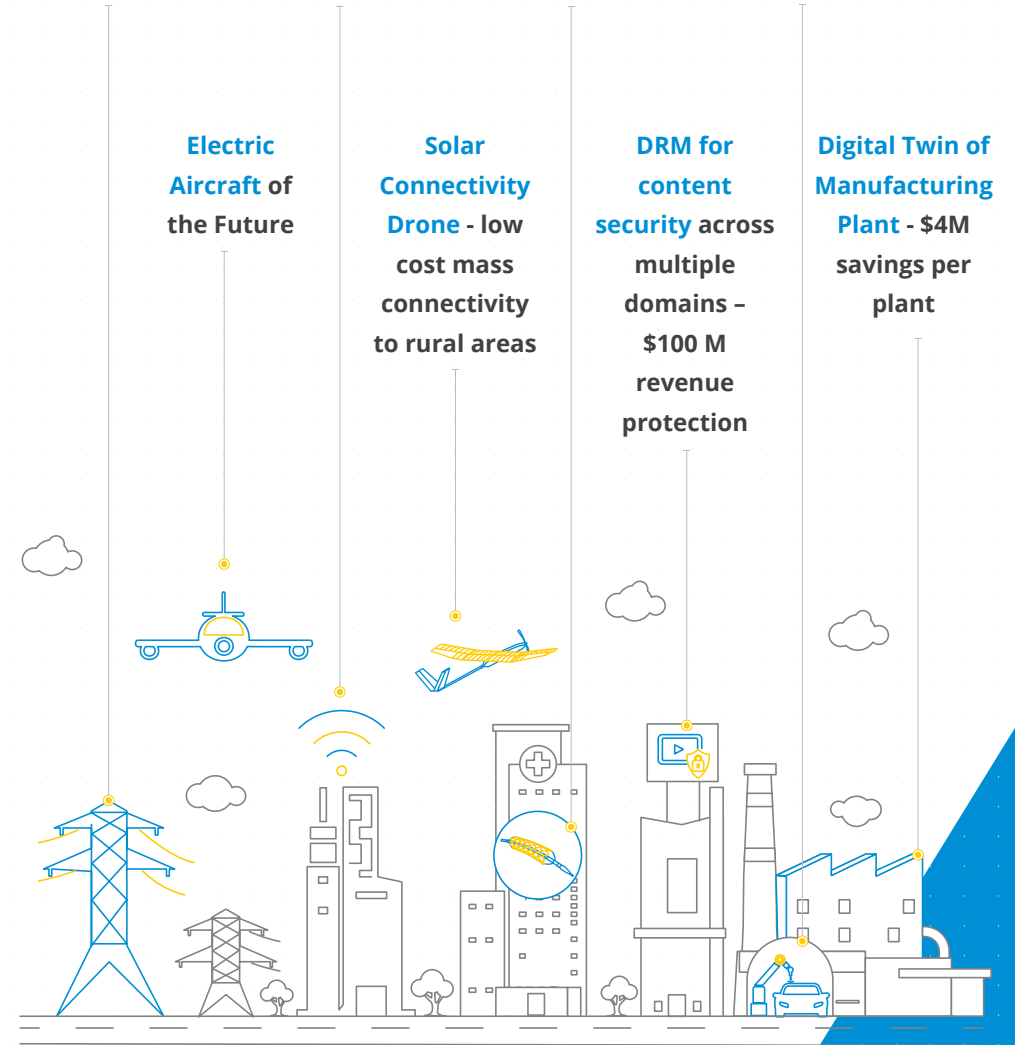 Electric
Aircraft of
the Future
Solar
Connectivity
Drone - low
cost mass
connectivity
to rural areas
DRM for
content
security across
multiple
domains –
$100 M
revenue
protection
Digital Twin of
Manufacturing
Plant - $4M
savings per
plant